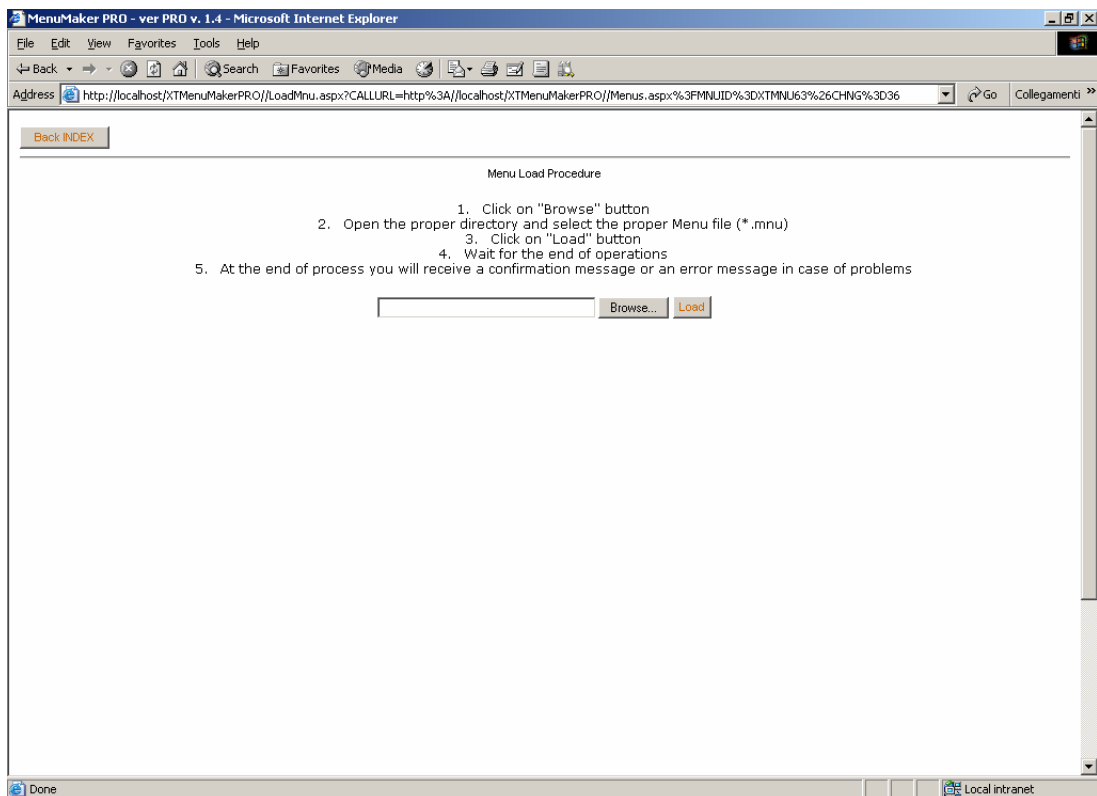 MenuMaker PRO - ver PRO v. 1.4 - Microsoft Internet Explorer
File Edit View Favorites Tools Help
Back Search Favorites Media
Address http://localhost/XTMenuMakerPRO//LoadMnu.aspx?CALLURL=http%3A//localhost/XTMenuMakerPRO//Menus.aspx%3FMNUID%3DXTMNU63%26CHNG%3D36 Go Collegamenti »
Back INDEX
Menu Load Procedure
1. Click on "Browse" button
2. Open the proper directory and select the proper Menu file (*.mnu)
3. Click on "Load" button
4. Wait for the end of operations
5. At the end of process you will receive a confirmation message or an error message in case of problems
Browse... Load
Done Local intranet